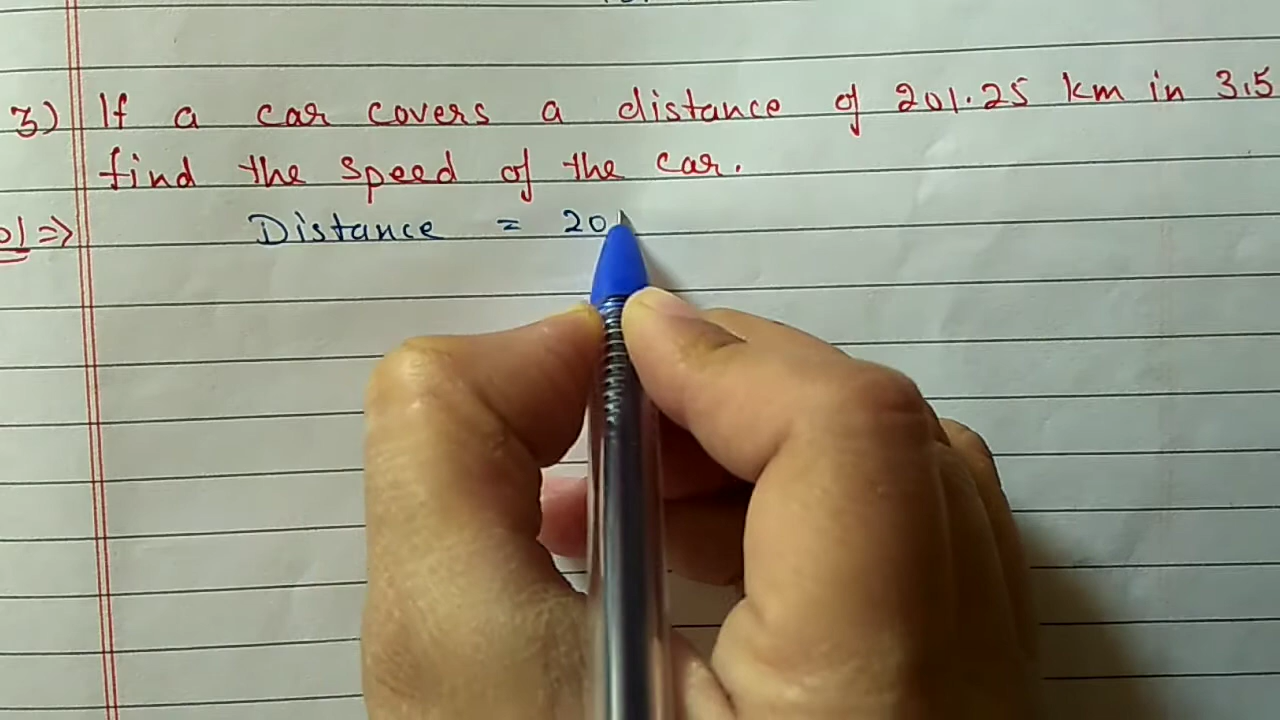 3) If a car covers a distance of 201.25 km in 3.5
find the speed of the car.
ol => Distance = 20